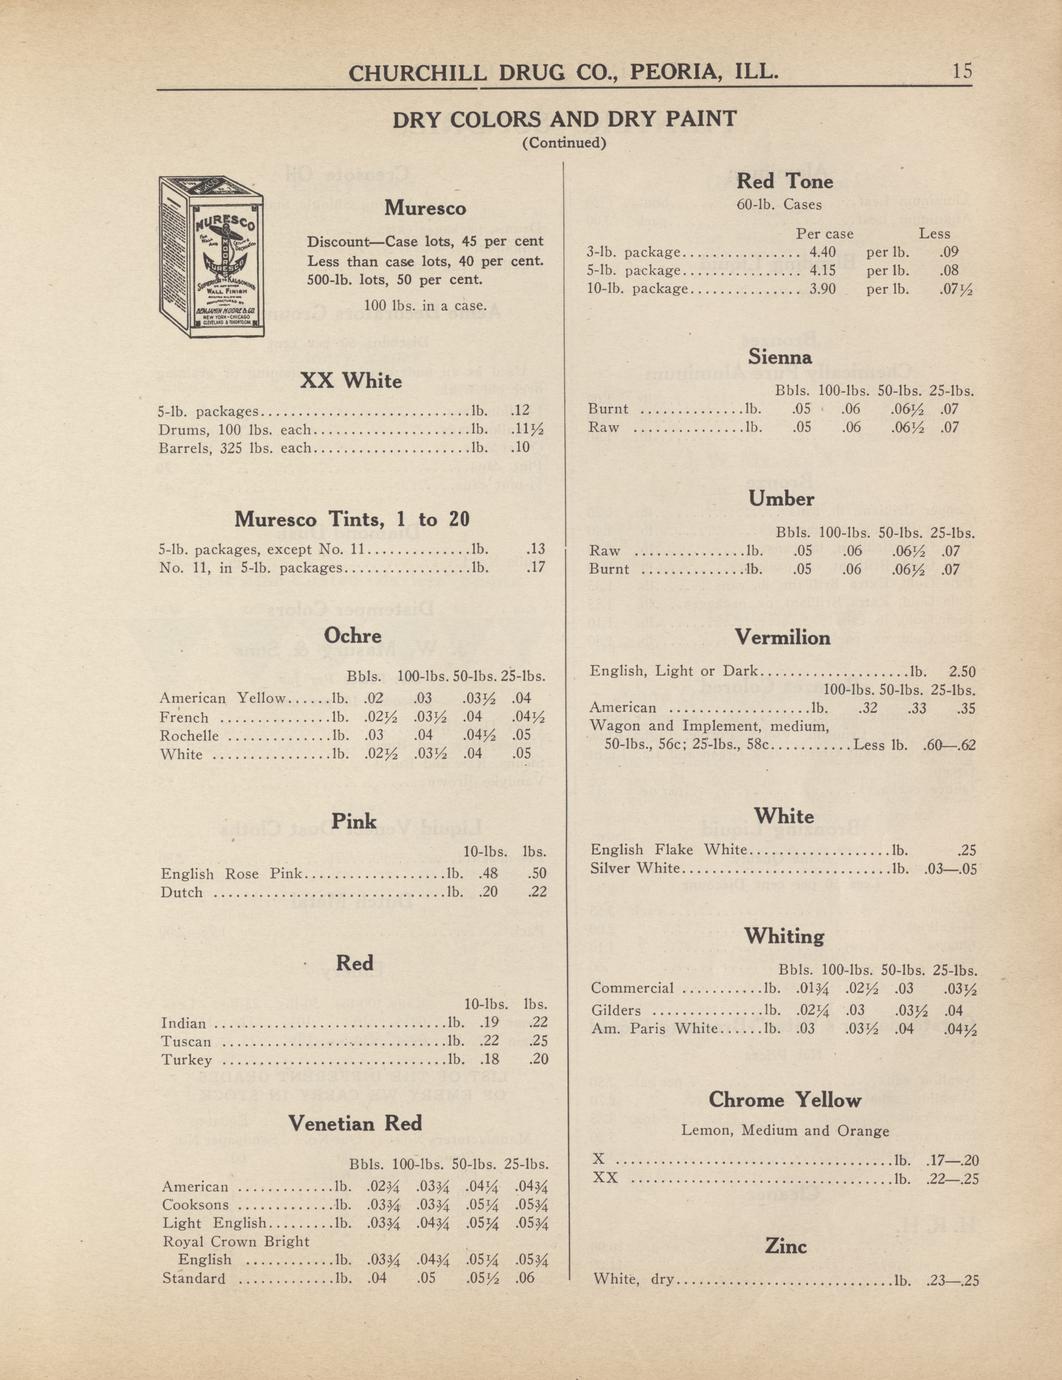 CHURCHILL DRUG CO., PEORIA, ILL. 15
DRY COLORS AND DRY PAINT
(Continued)
MURESCO
SUPERIOR TO KALSOMINE
WALL FINISH
BENJAMIN MOORE & CO.
NEW YORK - CHICAGO
CLEVELAND & TORONTO, CAN.
Muresco
Discount—Case lots, 45 per cent
Less than case lots, 40 per cent.
500-lb. lots, 50 per cent.
100 lbs. in a case.
XX White
5-lb. packages............................lb. .12
Drums, 100 lbs. each.....................lb. .11½
Barrels, 325 lbs. each.....................lb. .10
Muresco Tints, 1 to 20
5-lb. packages, except No. 11..............lb. .13
No. 11, in 5-lb. packages.................lb. .17
Ochre
Bbls. 100-lbs. 50-lbs. 25-lbs.
American Yellow......lb. .02 .03 .03½ .04
French ...............lb. .02½ .03½ .04 .04½
Rochelle ..............lb. .03 .04 .04½ .05
White ................lb. .02½ .03½ .04 .05
Pink
10-lbs. lbs.
English Rose Pink...................lb. .48 .50
Dutch ...............................lb. .20 .22
Red
10-lbs. lbs.
Indian ...............................lb. .19 .22
Tuscan ..............................lb. .22 .25
Turkey ..............................lb. .18 .20
Venetian Red
Bbls. 100-lbs. 50-lbs. 25-lbs.
American .............lb. .02¾ .03¾ .04¼ .04¾
Cooksons .............lb. .03¾ .03¾ .05¼ .05¾
Light English.........lb. .03¾ .04¾ .05¼ .05¾
Royal Crown Bright
English ............lb. .03¾ .04¾ .05¼ .05¾
Standard .............lb. .04 .05 .05½ .06
Red Tone
60-lb. Cases
Per case Less
3-lb. package................ 4.40 per lb. .09
5-lb. package................ 4.15 per lb. .08
10-lb. package............... 3.90 per lb. .07½
Sienna
Bbls. 100-lbs. 50-lbs. 25-lbs.
Burnt ..............lb. .05 .06 .06½ .07
Raw ...............lb. .05 .06 .06½ .07
Umber
Bbls. 100-lbs. 50-lbs. 25-lbs.
Raw ...............lb. .05 .06 .06½ .07
Burnt ..............lb. .05 .06 .06½ .07
Vermilion
English, Light or Dark....................lb. 2.50
100-lbs. 50-lbs. 25-lbs.
American ...................lb. .32 .33 .35
Wagon and Implement, medium,
50-lbs., 56c; 25-lbs., 58c...........Less lb. .60—.62
White
English Flake White...................lb. .25
Silver White............................lb. .03—.05
Whiting
Bbls. 100-lbs. 50-lbs. 25-lbs.
Commercial ...........lb. .01¾ .02½ .03 .03½
Gilders ...............lb. .02¼ .03 .03½ .04
Am. Paris White......lb. .03 .03½ .04 .04½
Chrome Yellow
Lemon, Medium and Orange
X .....................................lb. .17—.20
XX ...................................lb. .22—.25
Zinc
White, dry.............................lb. .23—.25